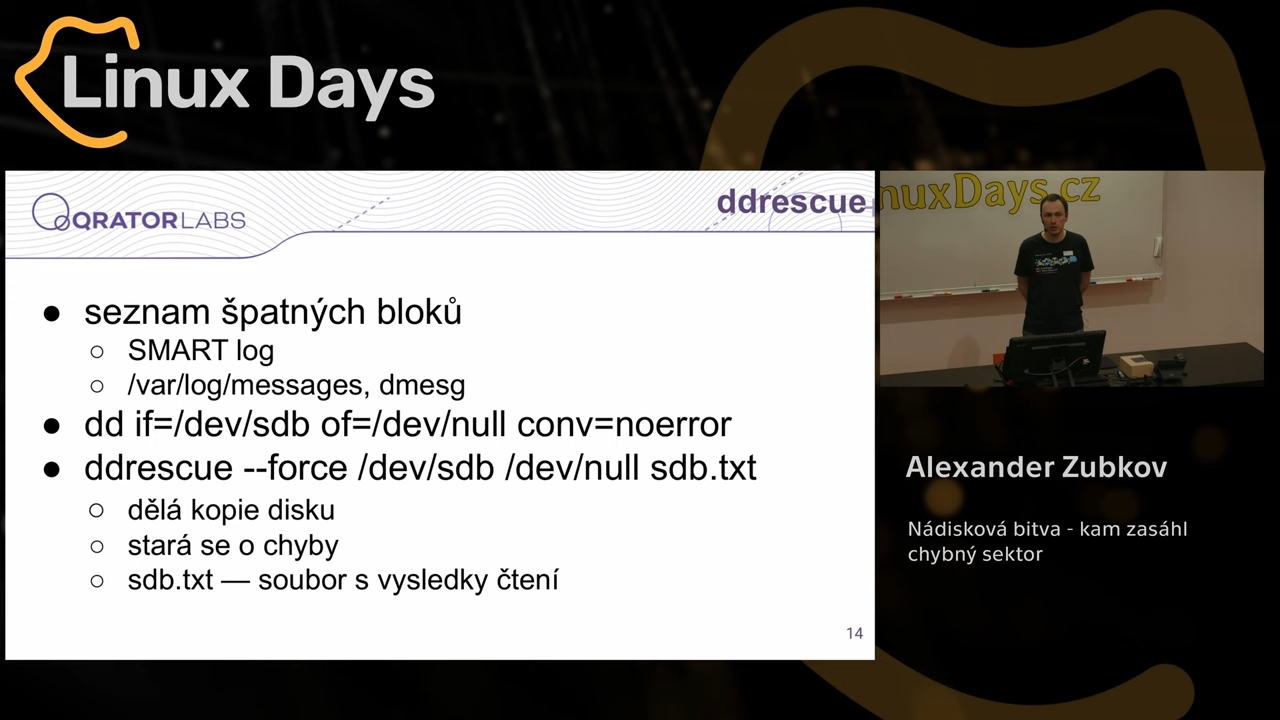 Linux Days
QRATORLABS
ddrescue
● seznam špatných bloků
○ SMART log
○ /var/log/messages, dmesg
● dd if=/dev/sdb of=/dev/null conv=noerror
● ddrescue --force /dev/sdb /dev/null sdb.txt
○ dělá kopie disku
○ stará se o chyby
○ sdb.txt — soubor s vysledky čtení
14
nuxDays.cz
Alexander Zubkov
Nádisková bitva - kam zasáhl
chybný sektor